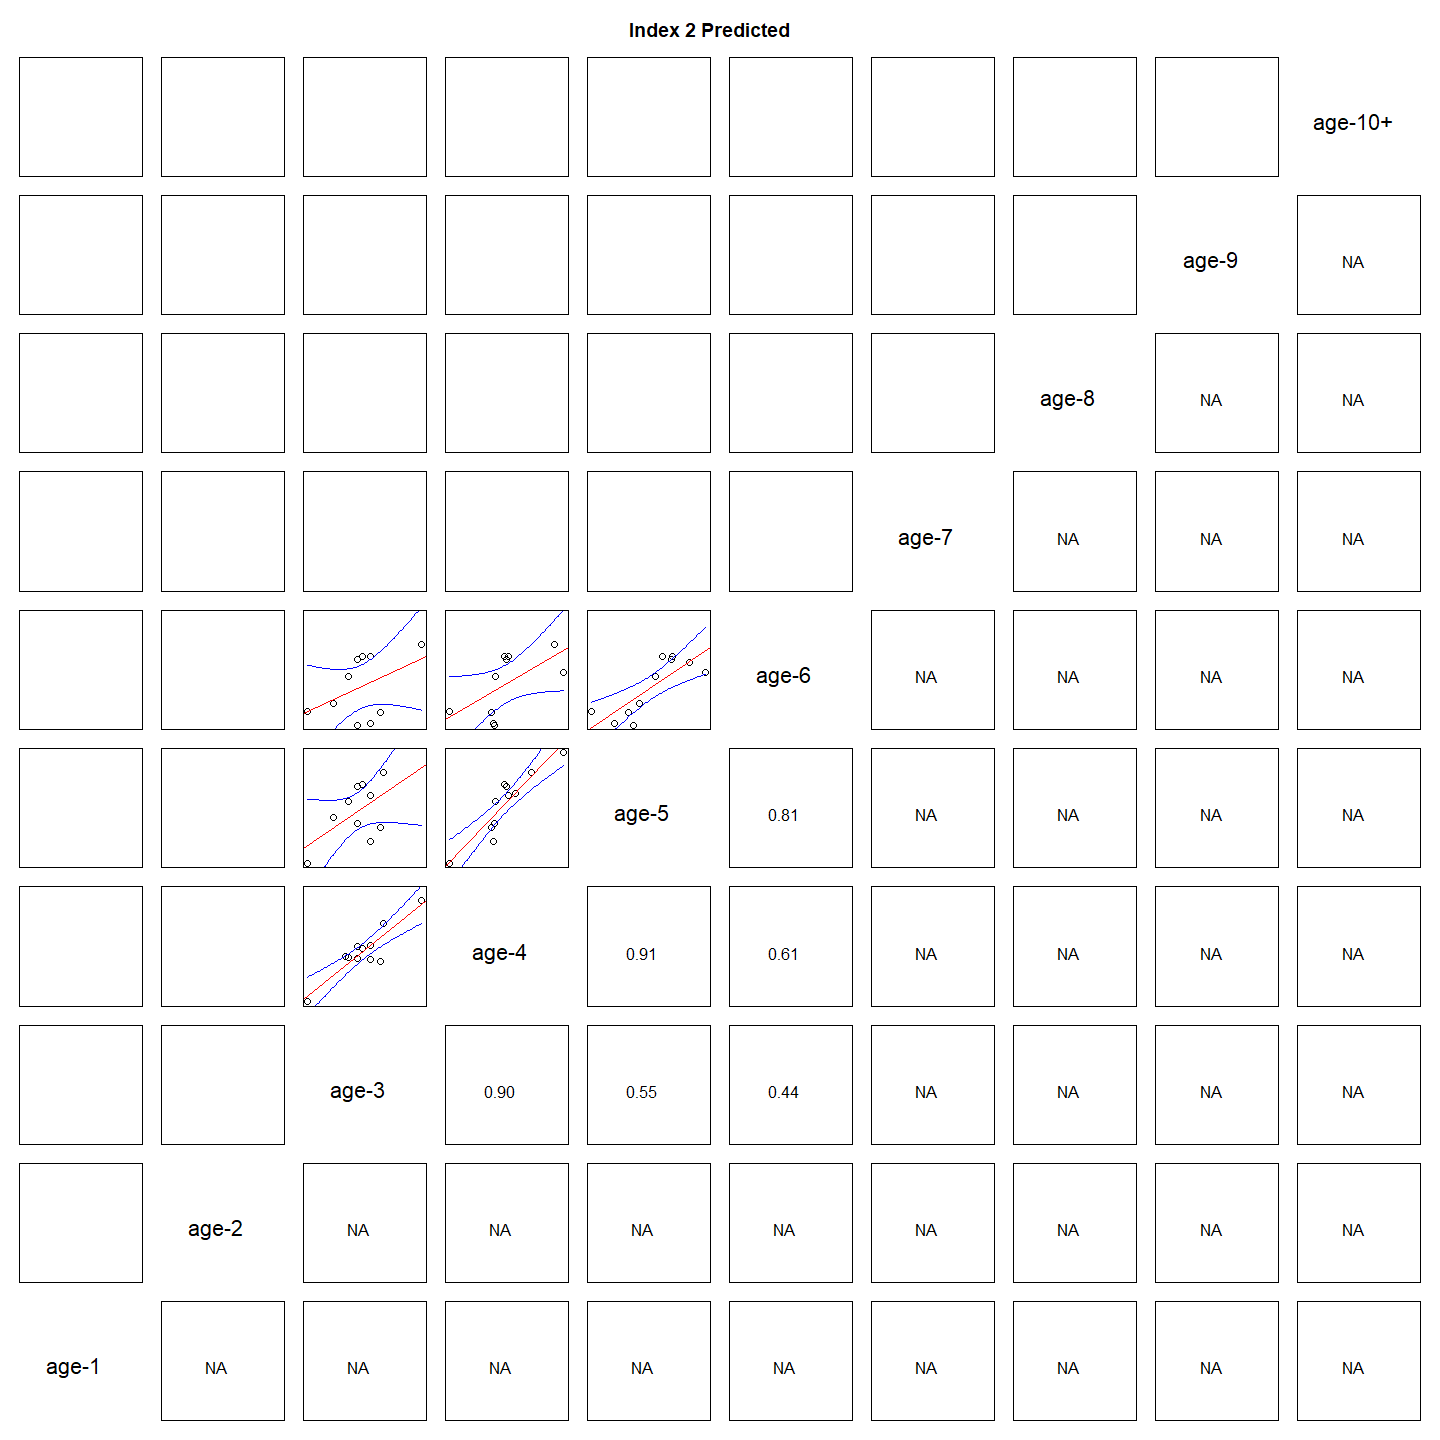 Index 2 Predicted
age-10+
age-9 NA
age-8 NA NA
age-7 NA NA NA
age-6 NA NA NA NA
age-5 0.81 NA NA NA NA
age-4 0.91 0.61 NA NA NA NA
age-3 0.90 0.55 0.44 NA NA NA NA
age-2 NA NA NA NA NA NA NA NA
age-1 NA NA NA NA NA NA NA NA NA